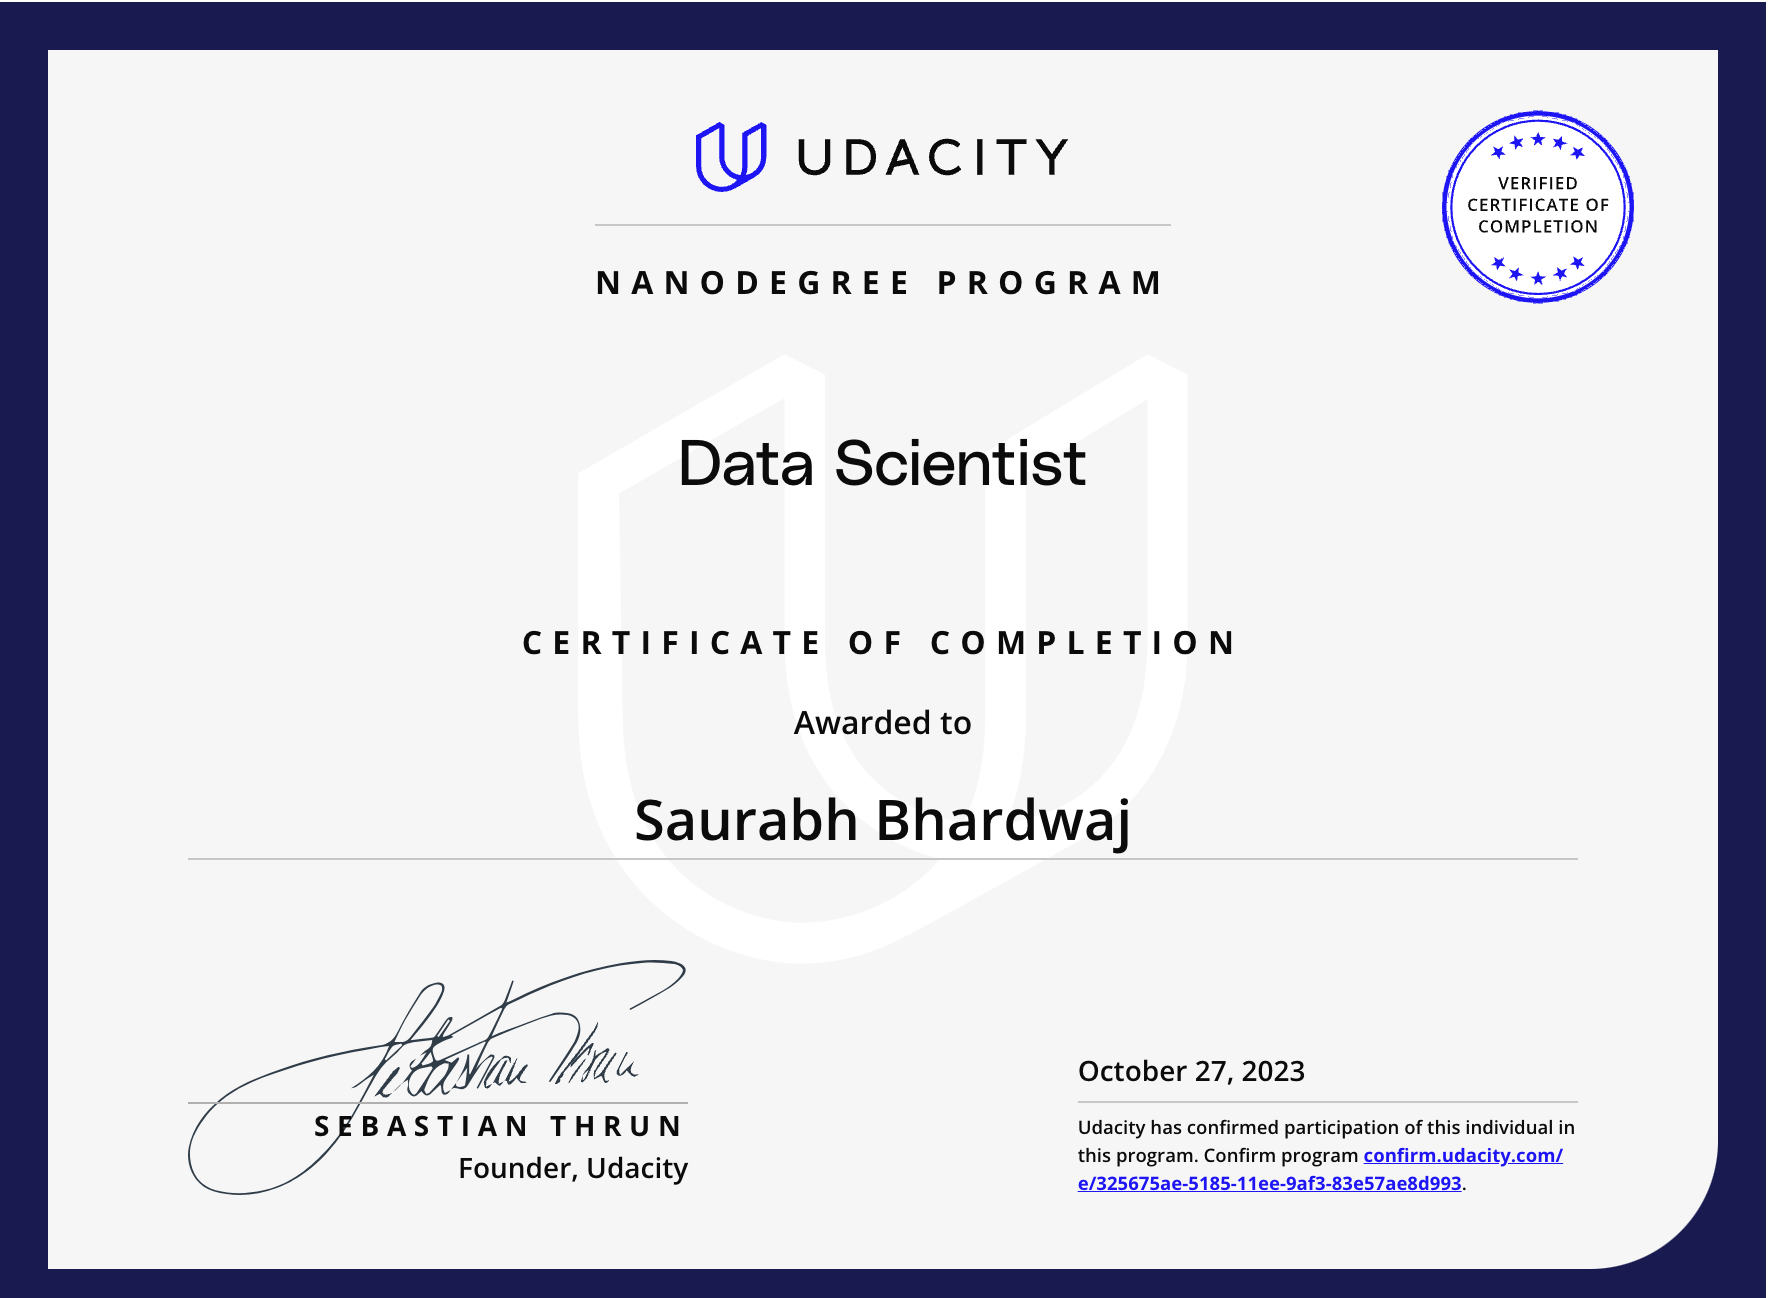 UDACITY
VERIFIED
CERTIFICATE OF
COMPLETION
NANODEGREE PROGRAM
Data Scientist
CERTIFICATE OF COMPLETION
Awarded to
Saurabh Bhardwaj
Sebastian Thrun
SEBASTIAN THRUN
Founder, Udacity
October 27, 2023
Udacity has confirmed participation of this individual in
this program. Confirm program confirm.udacity.com/
e/325675ae-5185-11ee-9af3-83e57ae8d993.